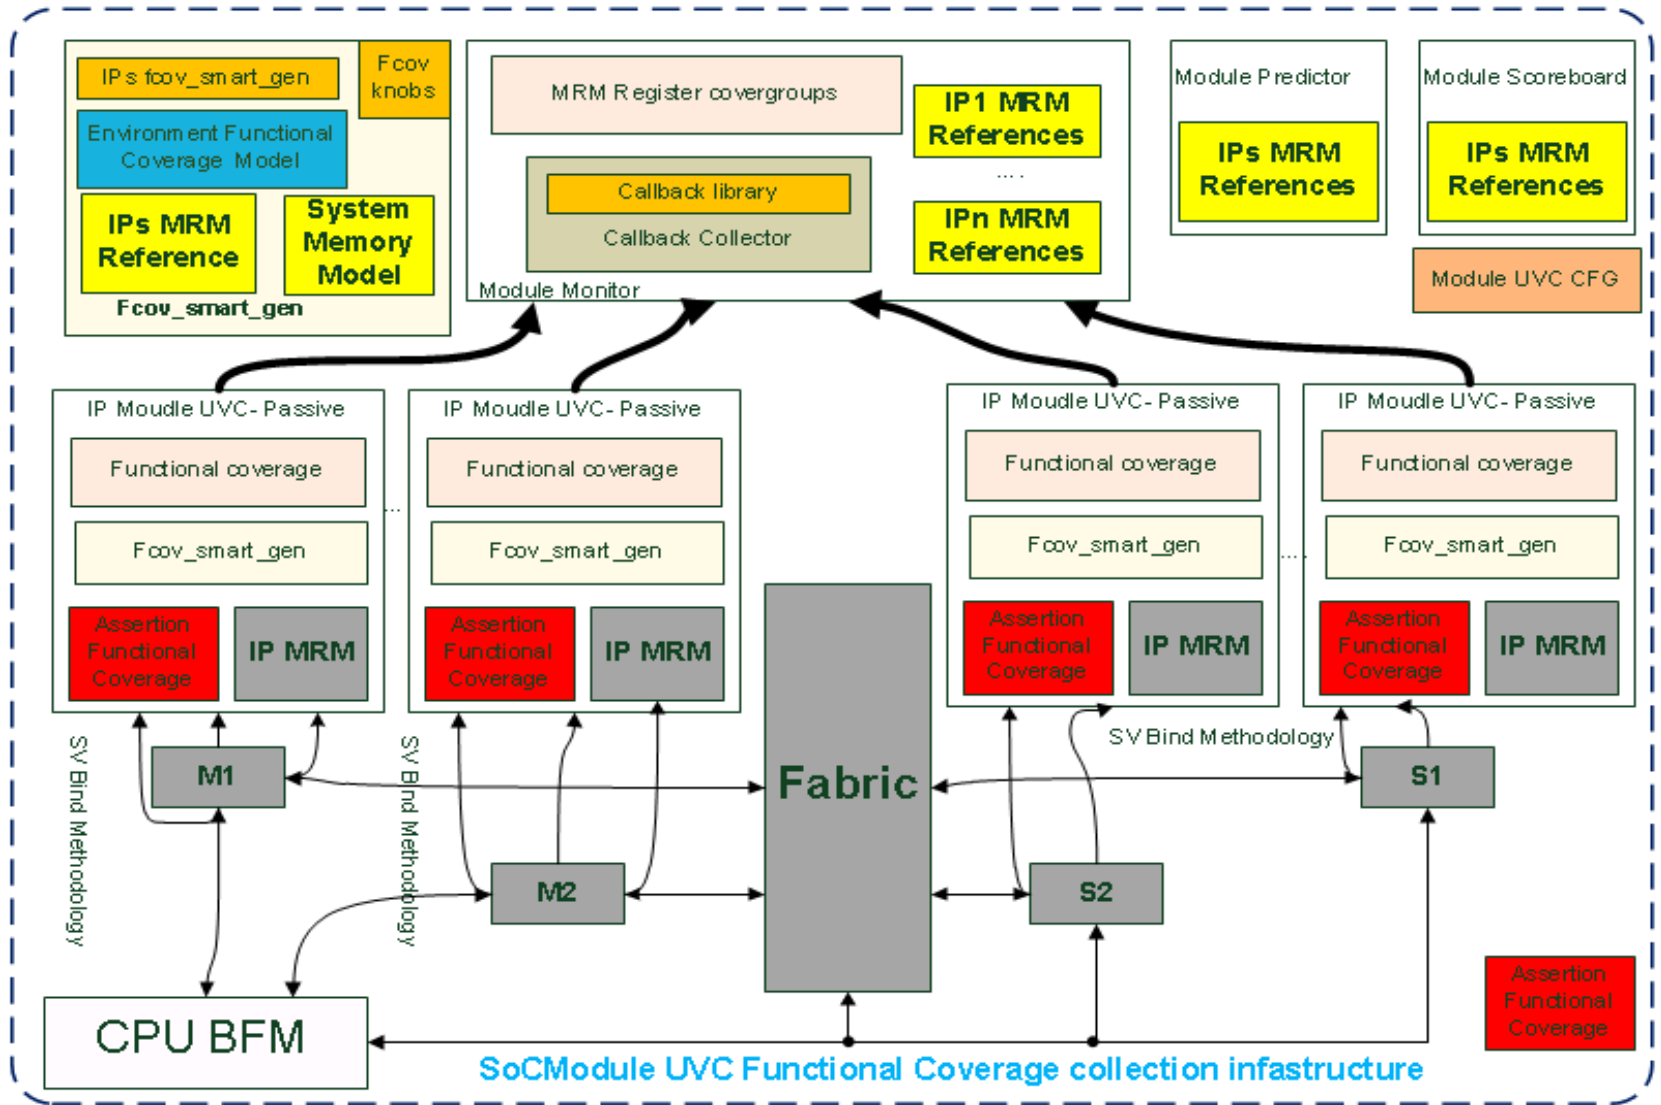 IPs fcov_smart_gen
Fcov
knobs
Environment Functional
Coverage Model
IPs MRM
Reference
System
Memory
Model
Fcov_smart_gen
MRM Register covergroups
Callback library
Callback Collector
IP1 MRM
References
....
IPn MRM
References
Module Monitor
Module Predictor
IPs MRM
References
Module Scoreboard
IPs MRM
References
Module UVC CFG
IP Moudle UVC- Passive
Functional coverage
Fcov_smart_gen
Assertion
Functional
Coverage
IP MRM
...
IP Moudle UVC- Passive
Functional coverage
Fcov_smart_gen
Assertion
Functional
Coverage
IP MRM
IP Moudle UVC- Passive
Functional coverage
Fcov_smart_gen
Assertion
Functional
Coverage
IP MRM
....
IP Moudle UVC- Passive
Functional coverage
Fcov_smart_gen
Assertion
Functional
Coverage
IP MRM
SV Bind Methodology
M1
SV Bind Methodology
M2
Fabric
SV Bind Methodology
S1
S2
CPU BFM
Assertion
Functional
Coverage
SoCModule UVC Functional Coverage collection infastructure